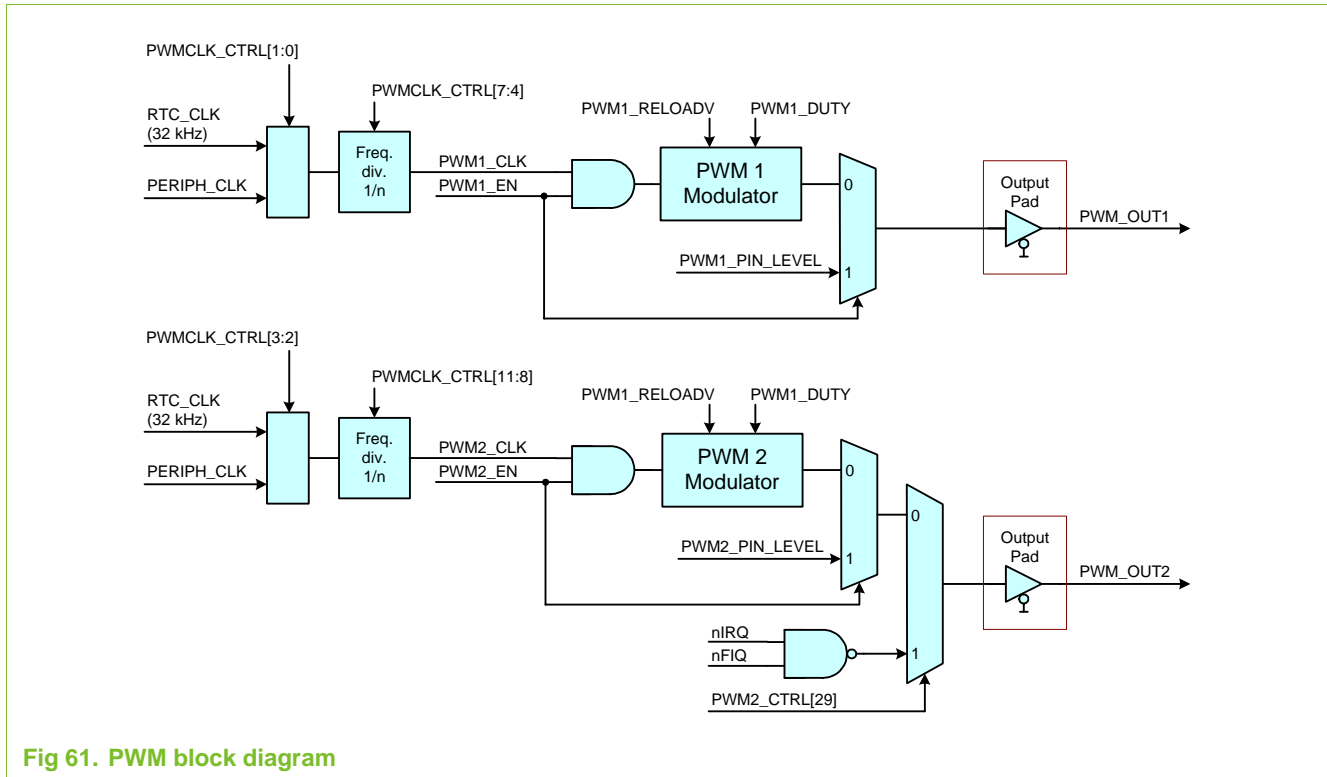 PWMCLK_CTRL[1:0]
PWMCLK_CTRL[7:4]
RTC_CLK
(32 kHz)
PERIPH_CLK
Freq.
div.
1/n
PWM1_CLK
PWM1_EN
PWM1_RELOADV
PWM1_DUTY
PWM 1
Modulator
0
PWM1_PIN_LEVEL
1
Output
Pad
PWM_OUT1
PWMCLK_CTRL[3:2]
PWMCLK_CTRL[11:8]
RTC_CLK
(32 kHz)
PERIPH_CLK
Freq.
div.
1/n
PWM2_CLK
PWM2_EN
PWM1_RELOADV
PWM1_DUTY
PWM 2
Modulator
0
PWM2_PIN_LEVEL
1
0
nIRQ
nFIQ
1
PWM2_CTRL[29]
Output
Pad
PWM_OUT2
Fig 61. PWM block diagram